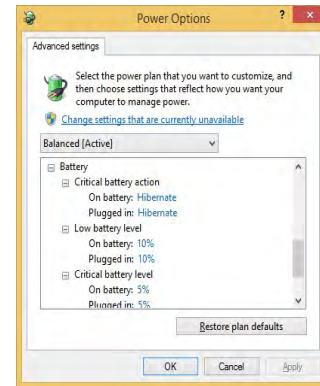 Power Options
?
×
Advanced settings
Select the power plan that you want to customize, and
then choose settings that reflect how you want your
computer to manage power.
Change settings that are currently unavailable
Balanced [Active]
Battery
Critical battery action
On battery: Hibernate
Plugged in: Hibernate
Low battery level
On battery: 10%
Plugged in: 10%
Critical battery level
On battery: 5%
Plugged in: 5%
Restore plan defaults
OK
Cancel
Apply